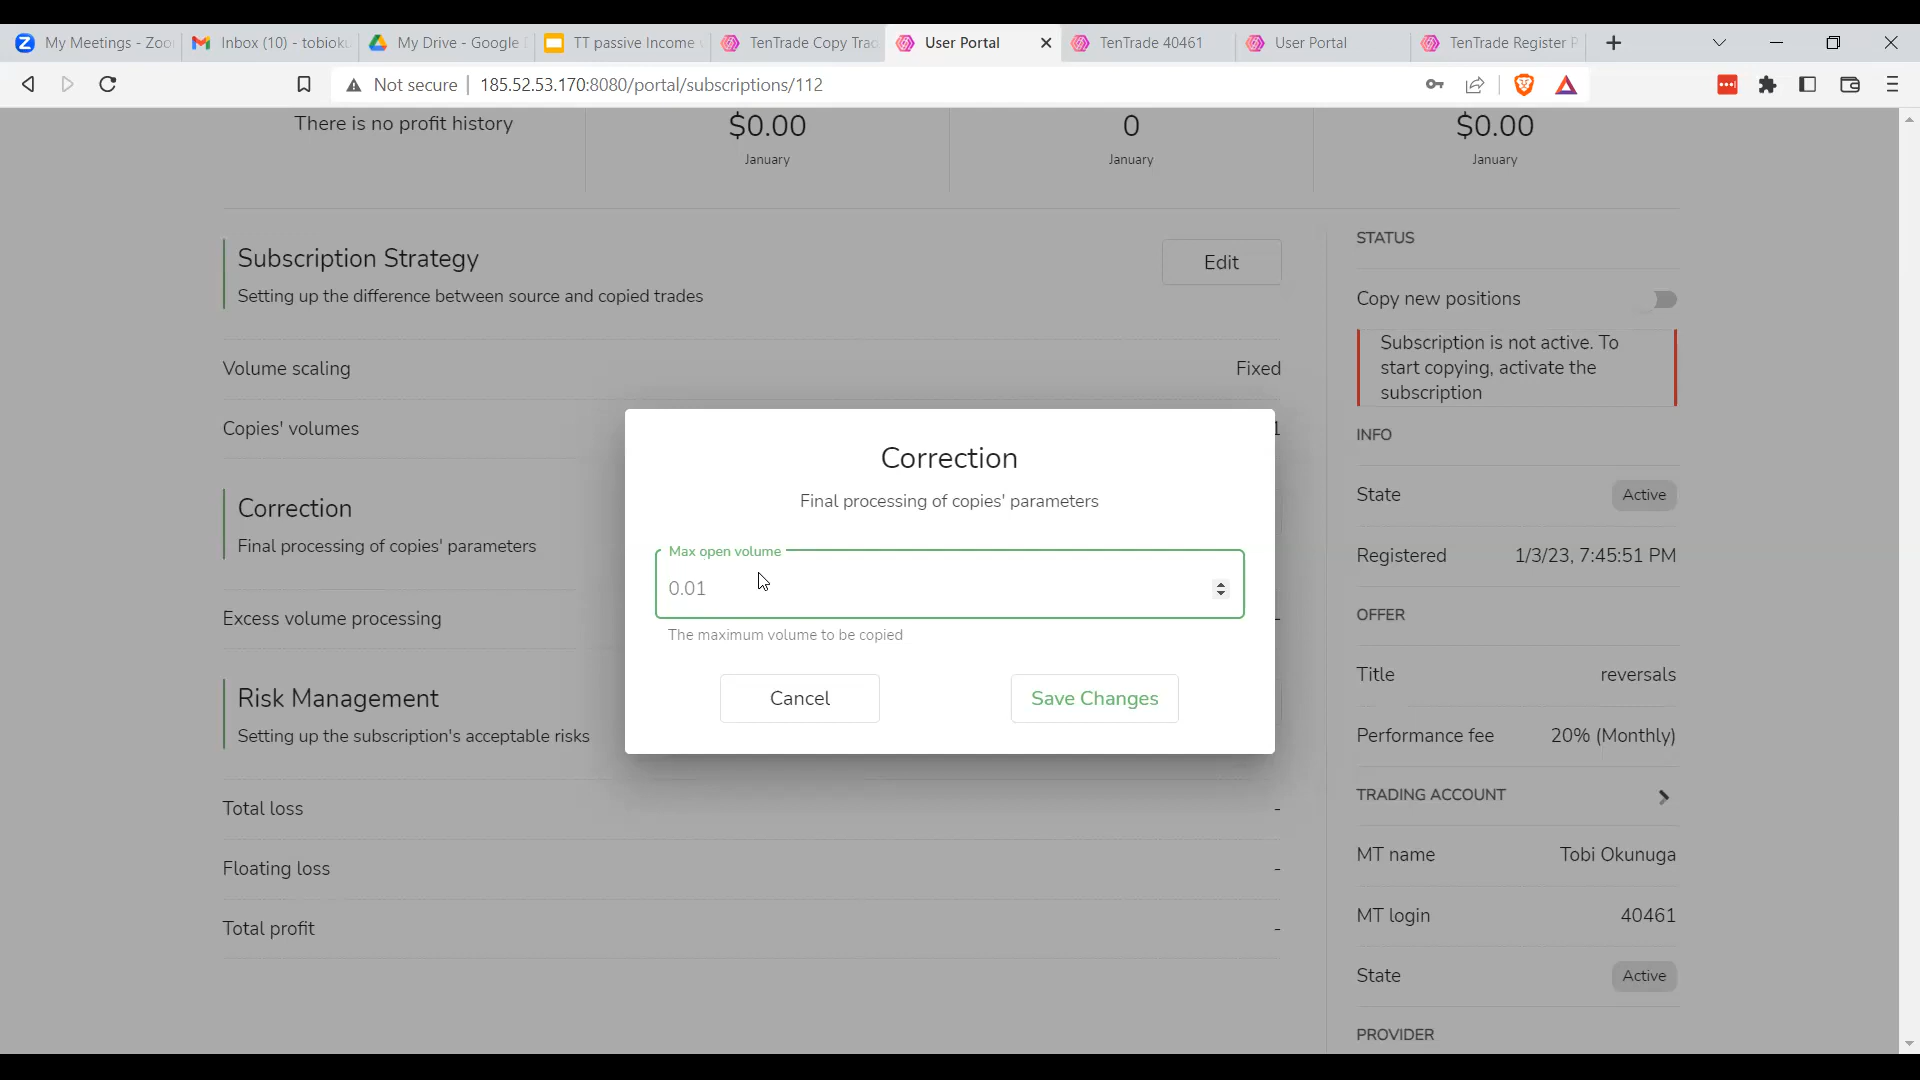 My Meetings - Zoo
Inbox (10) - tobioku
My Drive - Google
TT passive Income
TenTrade Copy Trad
User Portal
TenTrade 40461
User Portal
TenTrade Register P
Not secure
185.52.53.170:8080/portal/subscriptions/112
There is no profit history
$0.00
January
0
January
$0.00
January
Subscription Strategy
Setting up the difference between source and copied trades
Edit
Volume scaling
Fixed
Copies' volumes
1
Correction
Final processing of copies' parameters
Excess volume processing
-
Risk Management
Setting up the subscription's acceptable risks
Total loss
-
Floating loss
-
Total profit
-
Correction
Final processing of copies' parameters
Max open volume
0.01
The maximum volume to be copied
Cancel
Save Changes
STATUS
Copy new positions
Subscription is not active. To
start copying, activate the
subscription
INFO
State
Active
Registered
1/3/23, 7:45:51 PM
OFFER
Title
reversals
Performance fee
20% (Monthly)
TRADING ACCOUNT
MT name
Tobi Okunuga
MT login
40461
State
Active
PROVIDER